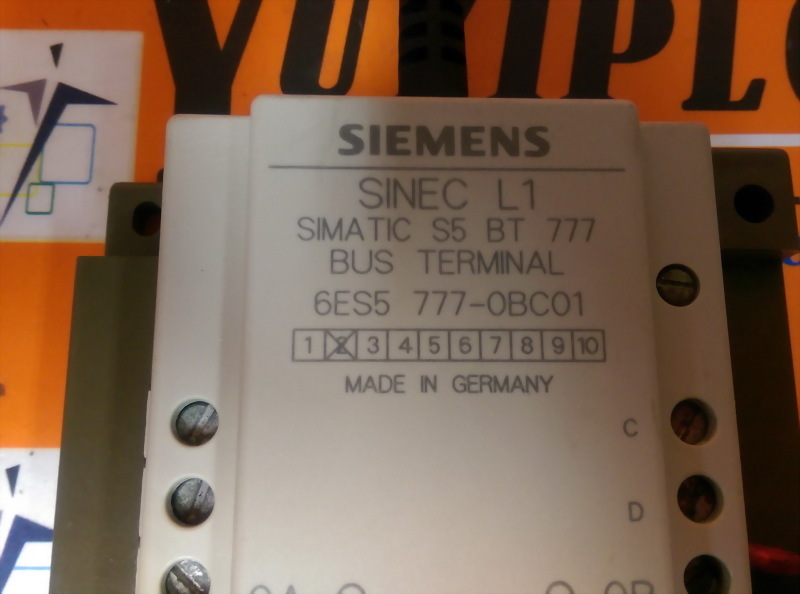 SIEMENS
SINEC L1
SIMATIC S5 BT 777
BUS TERMINAL
6ES5 777-0BC01
1 2 3 4 5 6 7 8 9 10
MADE IN GERMANY
C
D